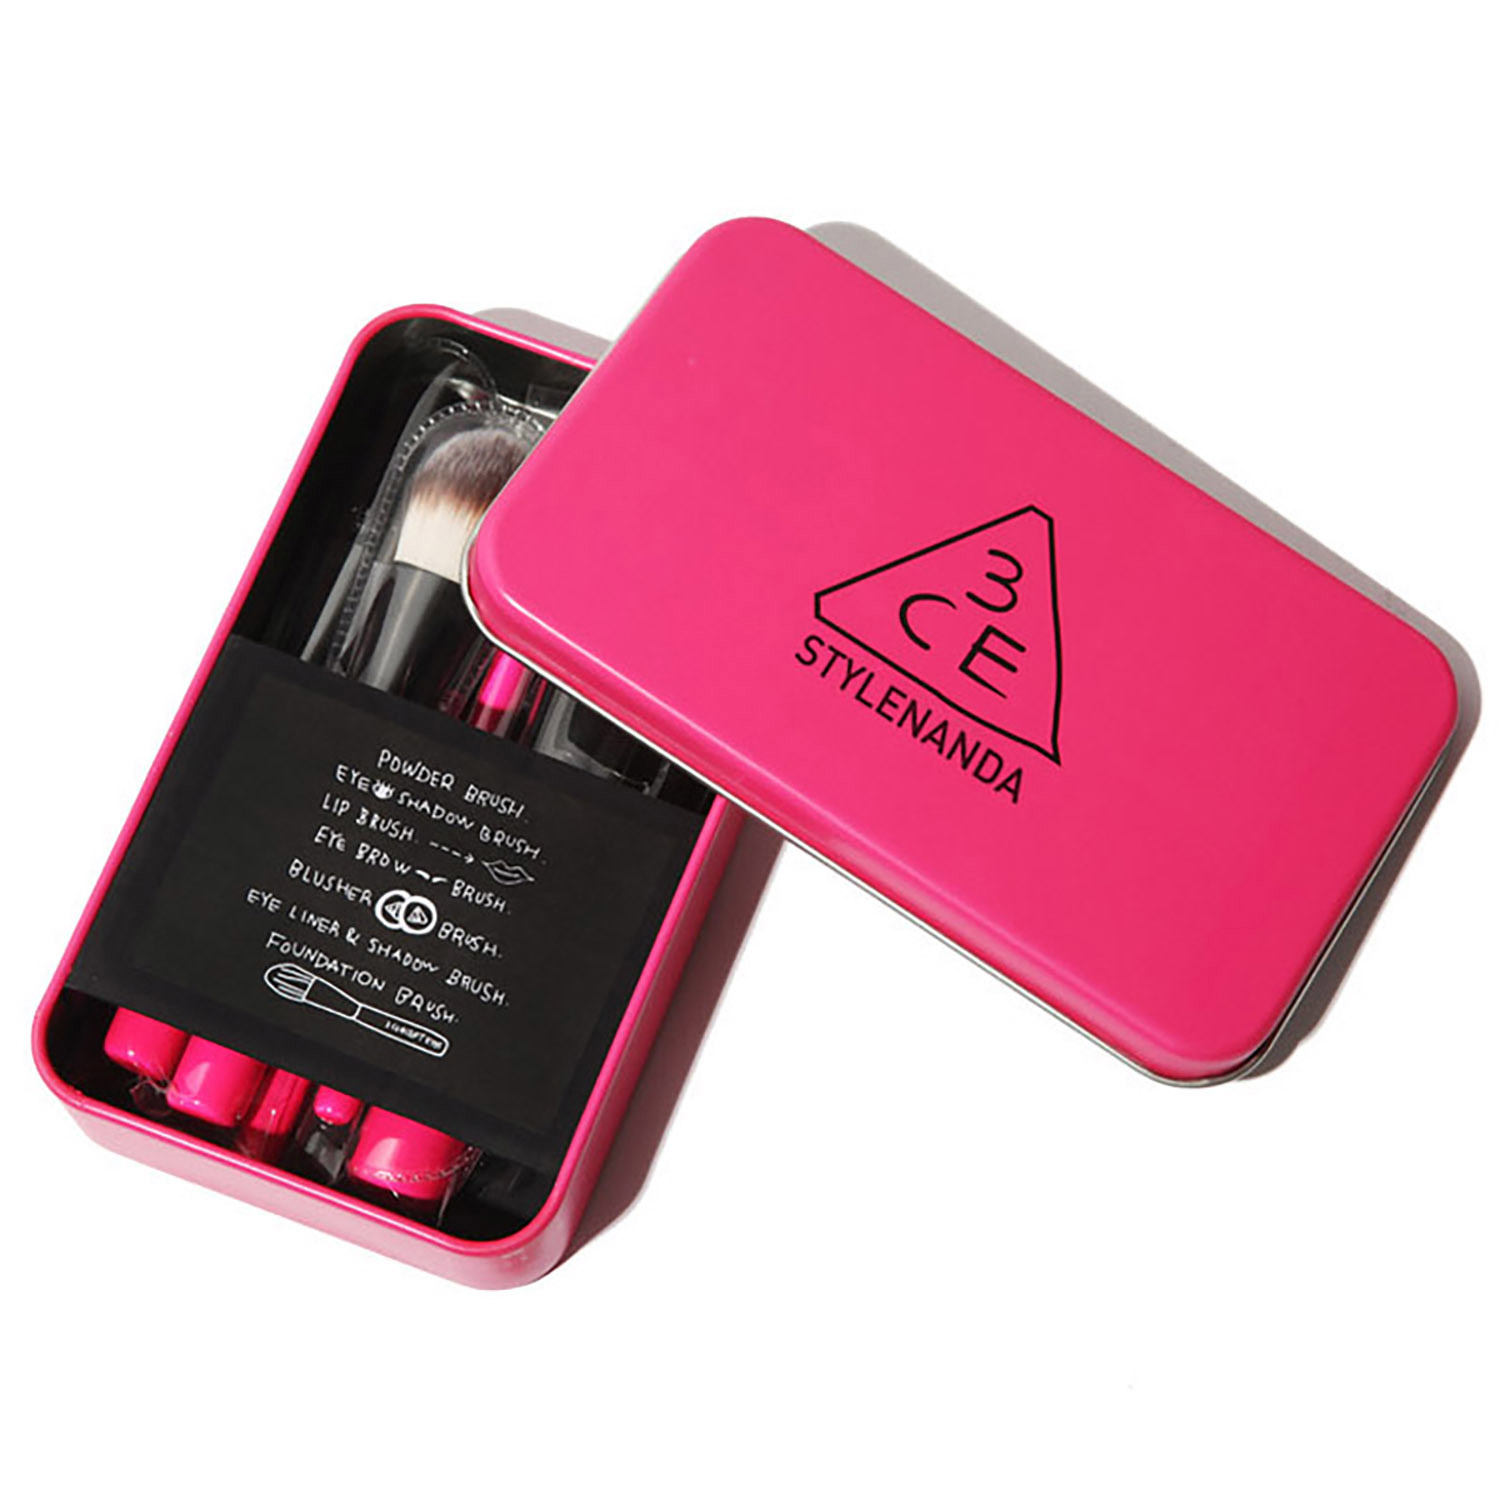 3
CE
STYLENANDA
POWDER BRUSH.
EYE SHADOW BRUSH.
LIP BRUSH.
EYE BROW BRUSH.
BLUSHER BRUSH.
EYE LINER & SHADOW BRUSH.
FOUNDATION BRUSH.